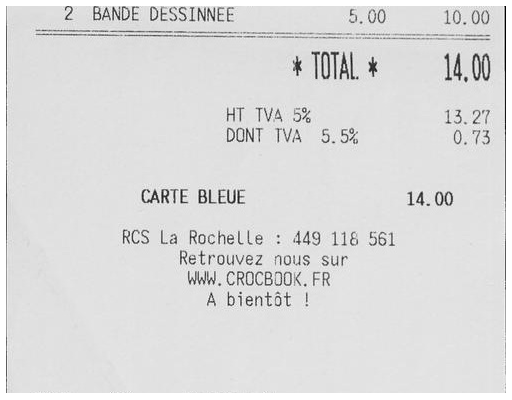 2 BANDE DESSINNEE 5.00 10.00
* TOTAL * 14.00
HT TVA 5% 13.27
DONT TVA 5.5% 0.73
CARTE BLEUE 14.00
RCS La Rochelle : 449 118 561
Retrouvez nous sur
WWW.CROCBOOK.FR
A bientôt !